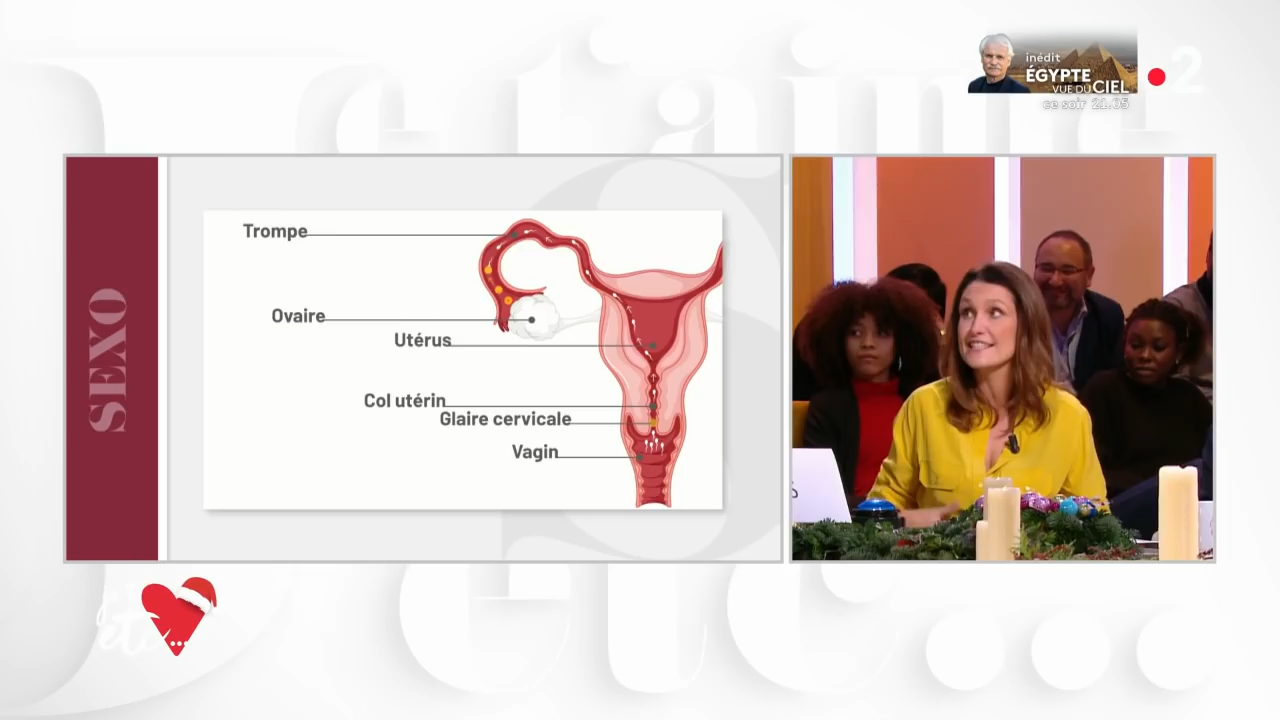 inédit
ÉGYPTE
VUE DU CIEL
ce soir 21.05
2
SEXO
Trompe
Ovaire
Utérus
Col utérin
Glaire cervicale
Vagin
etc...